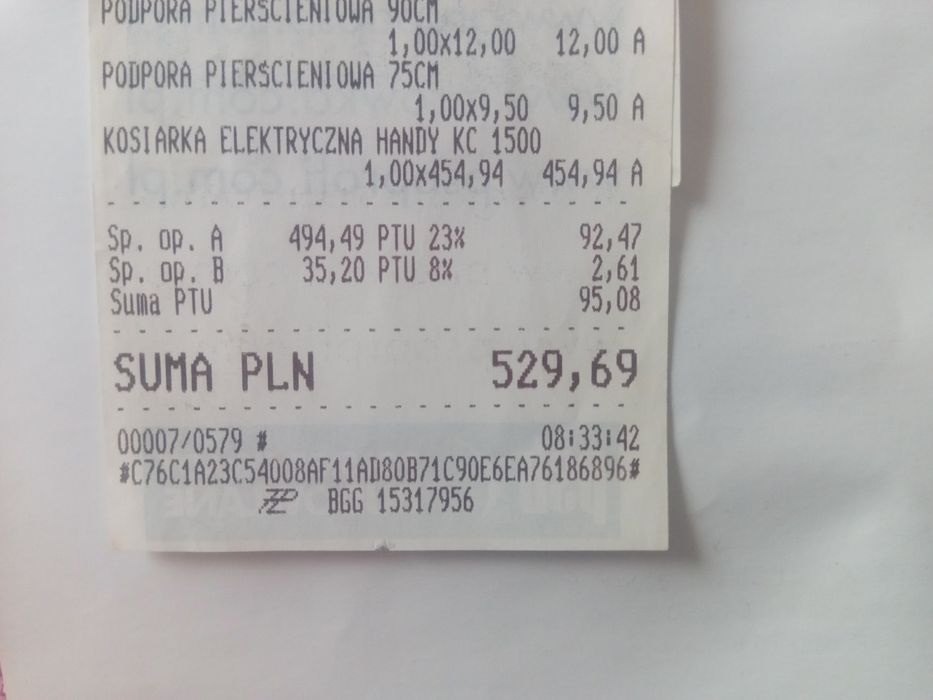 PODPORA PIERŚCIENIOWA 90CM
1,00x12,00 12,00 A
PODPORA PIERŚCIENIOWA 75CM
1,00x9,50 9,50 A
KOSIARKA ELEKTRYCZNA HANDY KC 1500
1,00x454,94 454,94 A
- - - - - - - - - - - - - - - - - - - -
Sp. op. A 494,49 PTU 23% 92,47
Sp. op. B 35,20 PTU 8% 2,61
Suma PTU 95,08
- - - - - - - - - - - - - - - - - - - -
SUMA PLN 529,69
- - - - - - - - - - - - - - - - - - - -
00007/0579 # 08:33:42
#C76C1A23C54008AF11AD80B71C90E6EA76186896#
BGG 15317956